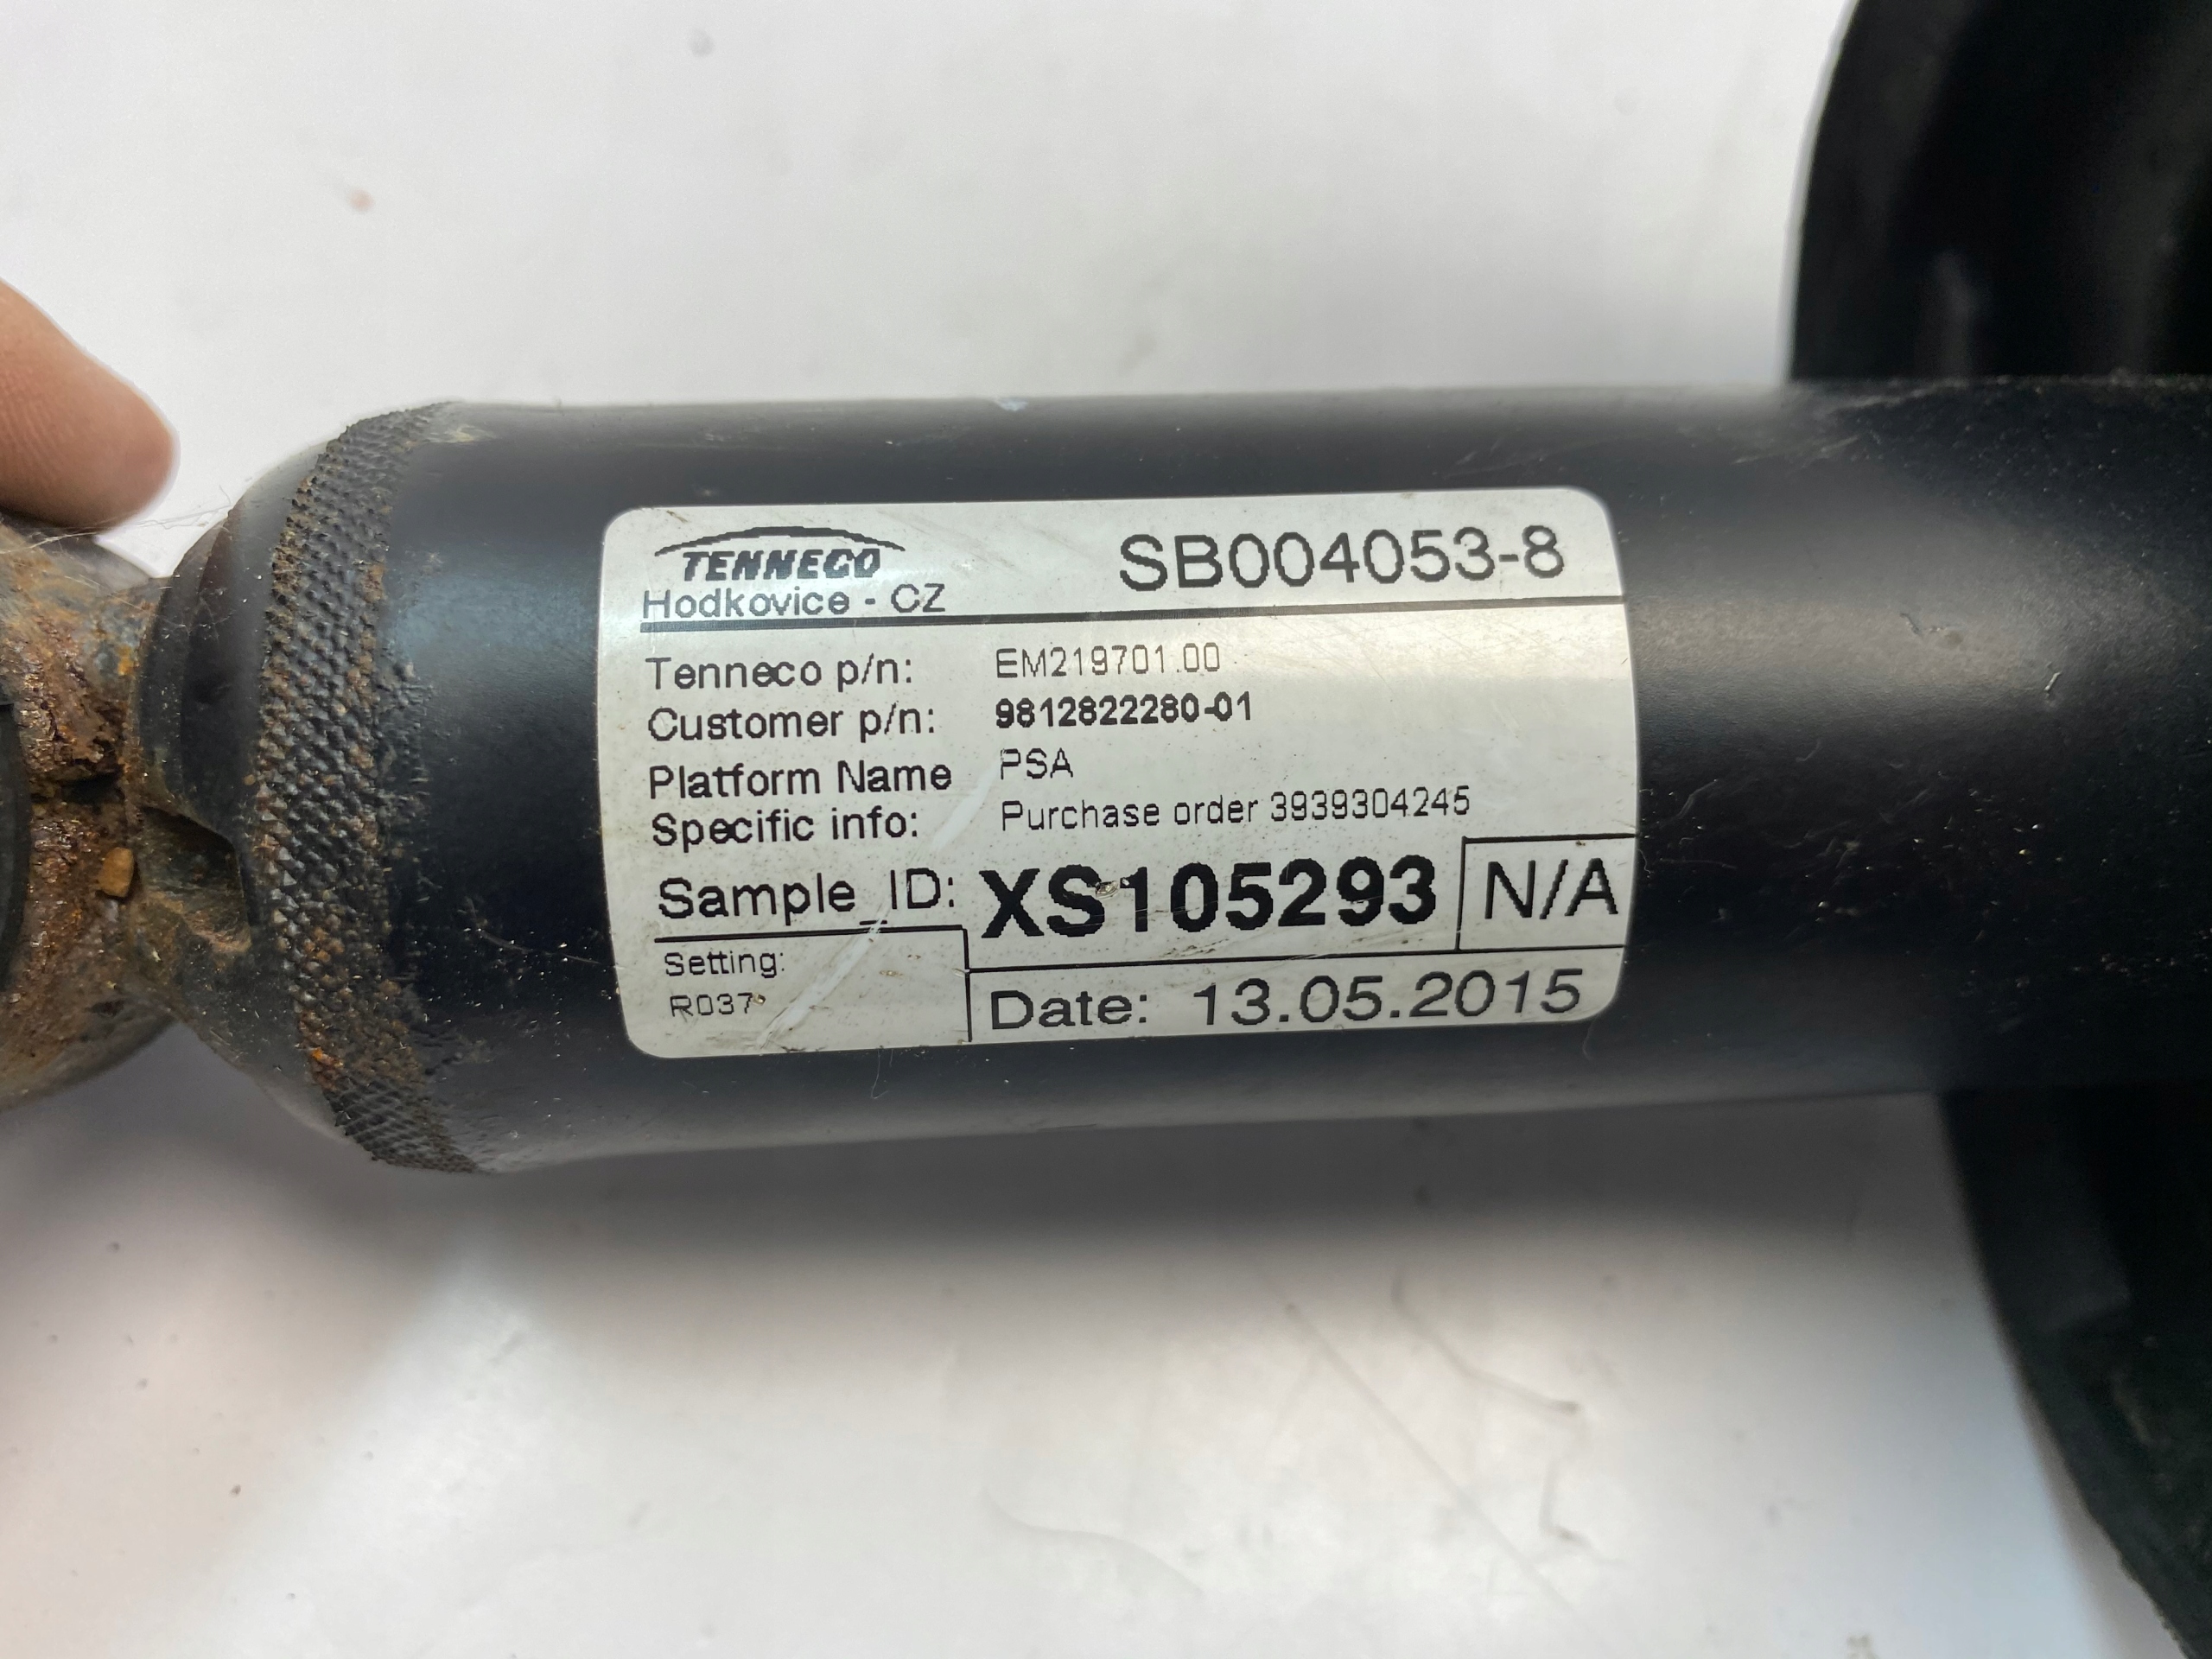 TENNECO
Hodkovice - CZ
SB004053-8
Tenneco p/n: EM219701.00
Customer p/n: 9812822280-01
Platform Name PSA
Specific info: Purchase order 3939304245
Sample_ID: XS105293 N/A
Setting:
R037
Date: 13.05.2015